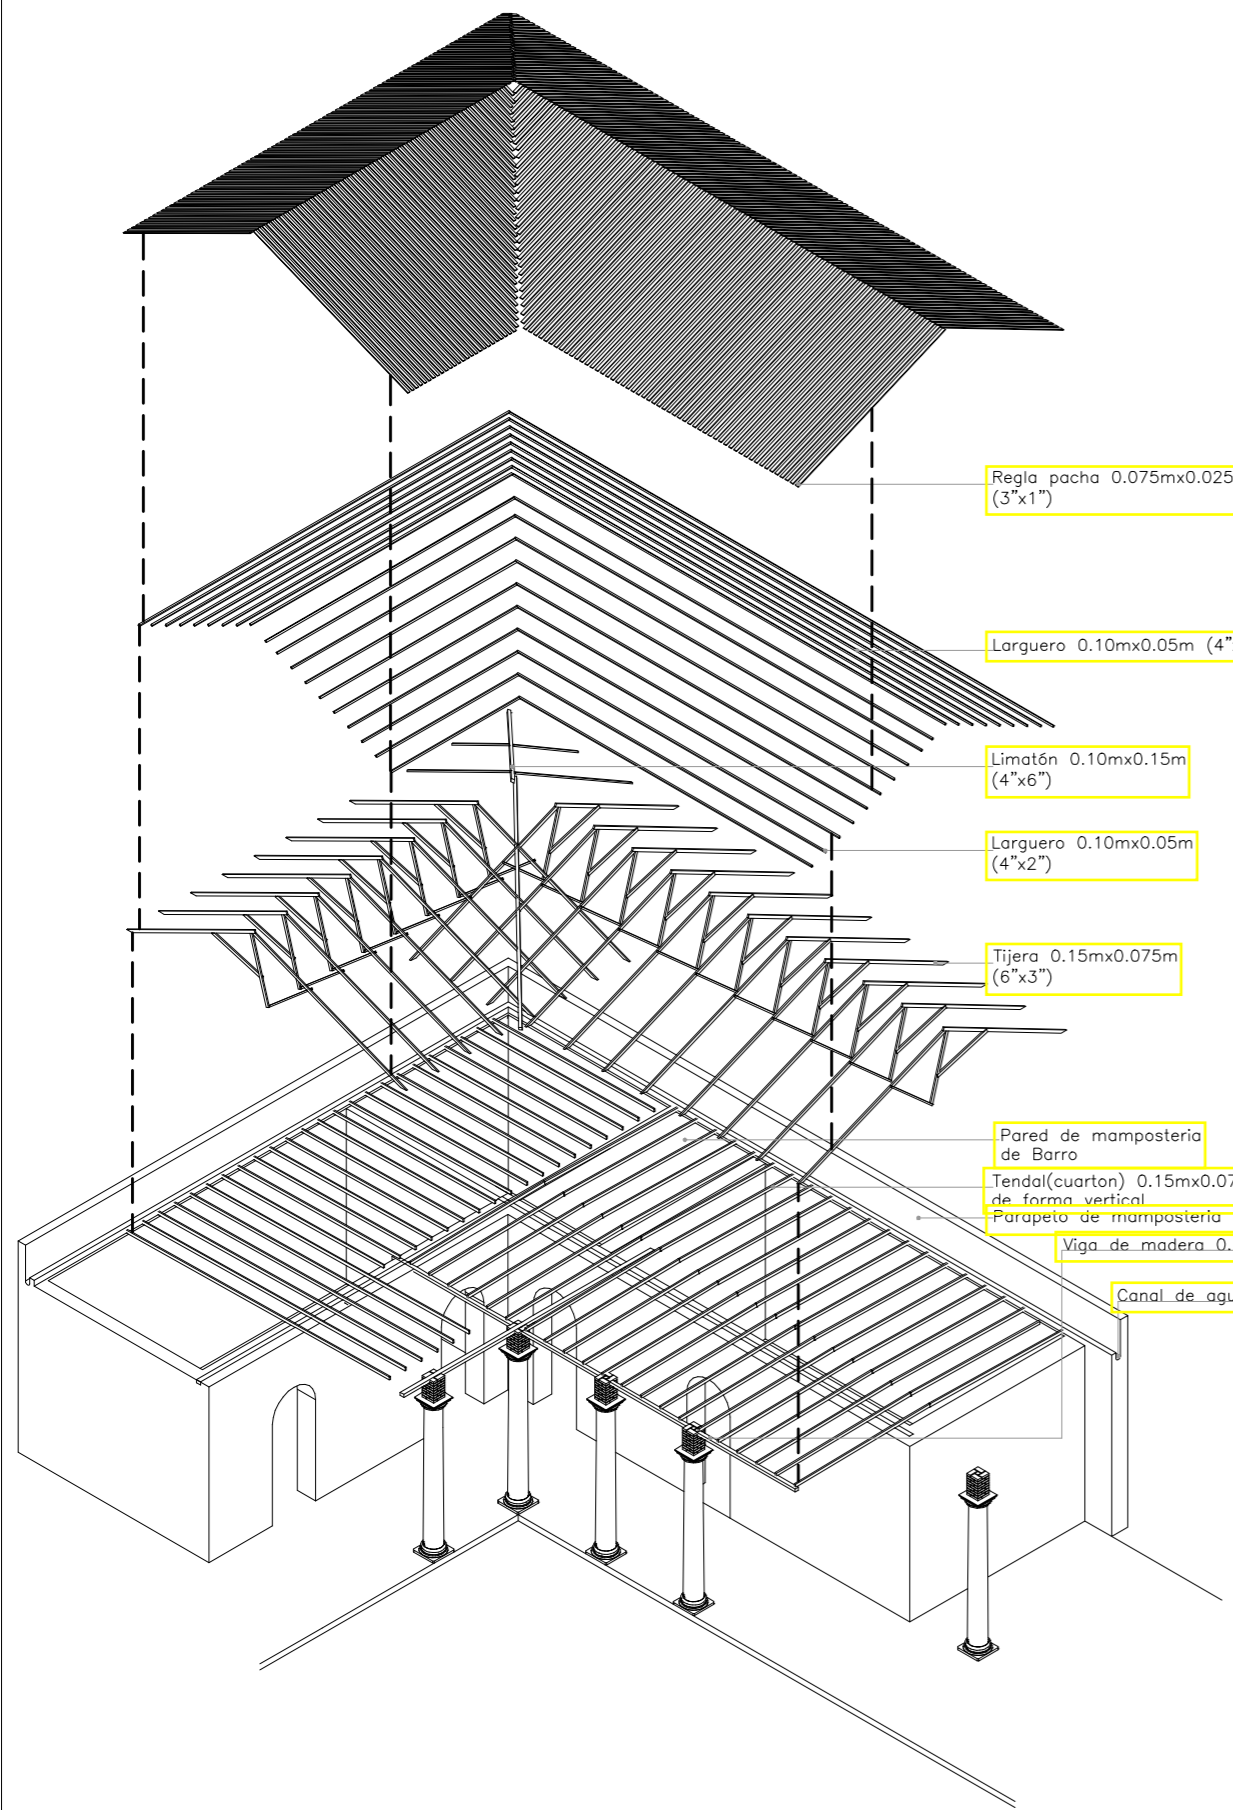 Regla pacha 0.075mx0.025
(3"x1")
Larguero 0.10mx0.05m (4"
Limatón 0.10mx0.15m
(4"x6")
Larguero 0.10mx0.05m
(4"x2")
Tijera 0.15mx0.075m
(6"x3")
Pared de mamposteria
de Barro
Tendal(cuarton) 0.15mx0.07
de forma vertical
Parapeto de mamposteria
Viga de madera 0.
Canal de agu